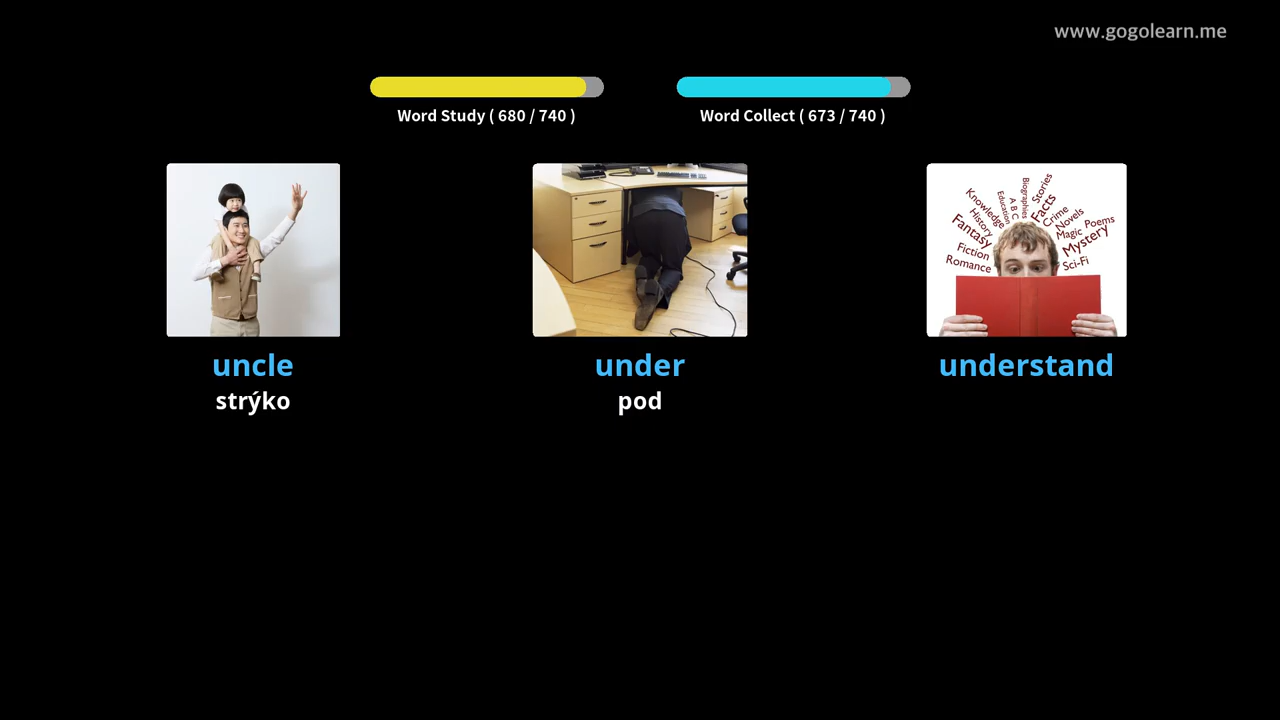 www.gogolearn.me
Word Study ( 680 / 740 )
Word Collect ( 673 / 740 )
Knowledge
History
Fantasy
Fiction
Romance
Education
A B C
Biographies
Stories
Facts
Crime
Novels
Magic
Poems
Mystery
Sci-Fi
uncle
under
understand
strýko
pod